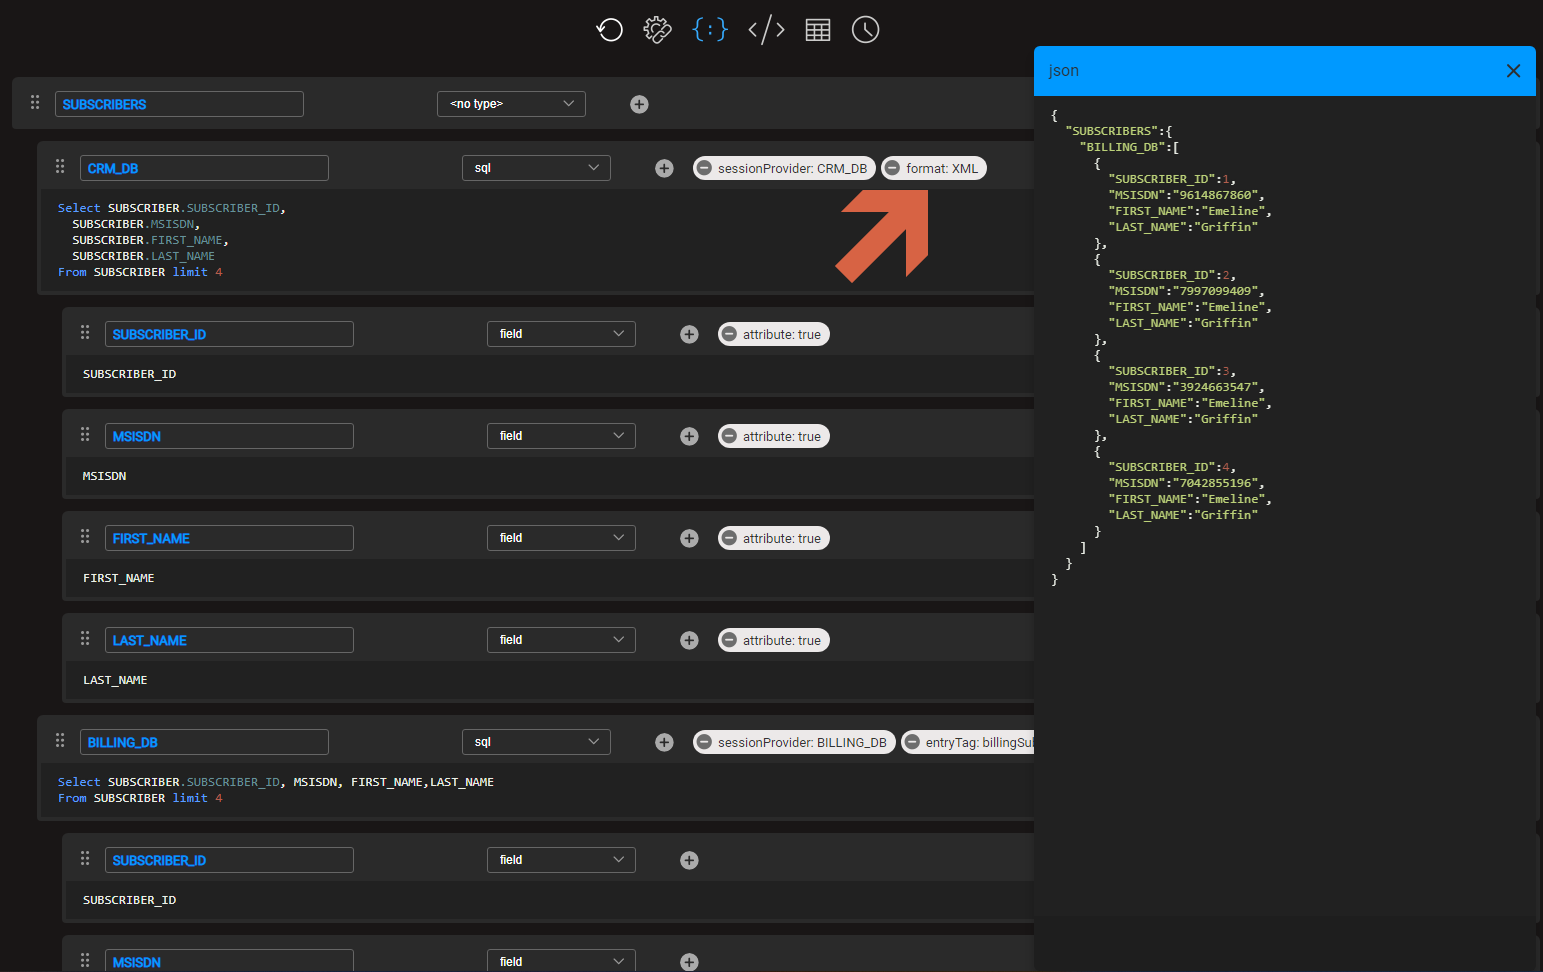 SUBSCRIBERS
<no type>
CRM_DB
sql
sessionProvider: CRM_DB
format: XML
Select SUBSCRIBER.SUBSCRIBER_ID,
SUBSCRIBER.MSISDN,
SUBSCRIBER.FIRST_NAME,
SUBSCRIBER.LAST_NAME
From SUBSCRIBER limit 4
SUBSCRIBER_ID
field
attribute: true
SUBSCRIBER_ID
MSISDN
field
attribute: true
MSISDN
FIRST_NAME
field
attribute: true
FIRST_NAME
LAST_NAME
field
attribute: true
LAST_NAME
BILLING_DB
sql
sessionProvider: BILLING_DB
entryTag: billingSu
Select SUBSCRIBER.SUBSCRIBER_ID, MSISDN, FIRST_NAME,LAST_NAME
From SUBSCRIBER limit 4
SUBSCRIBER_ID
field
SUBSCRIBER_ID
MSISDN
field
json
{
"SUBSCRIBERS":{
"BILLING_DB":[
{
"SUBSCRIBER_ID":1,
"MSISDN":"9614867860",
"FIRST_NAME":"Emeline",
"LAST_NAME":"Griffin"
},
{
"SUBSCRIBER_ID":2,
"MSISDN":"7997099409",
"FIRST_NAME":"Emeline",
"LAST_NAME":"Griffin"
},
{
"SUBSCRIBER_ID":3,
"MSISDN":"3924663547",
"FIRST_NAME":"Emeline",
"LAST_NAME":"Griffin"
},
{
"SUBSCRIBER_ID":4,
"MSISDN":"7042855196",
"FIRST_NAME":"Emeline",
"LAST_NAME":"Griffin"
}
]
}
}